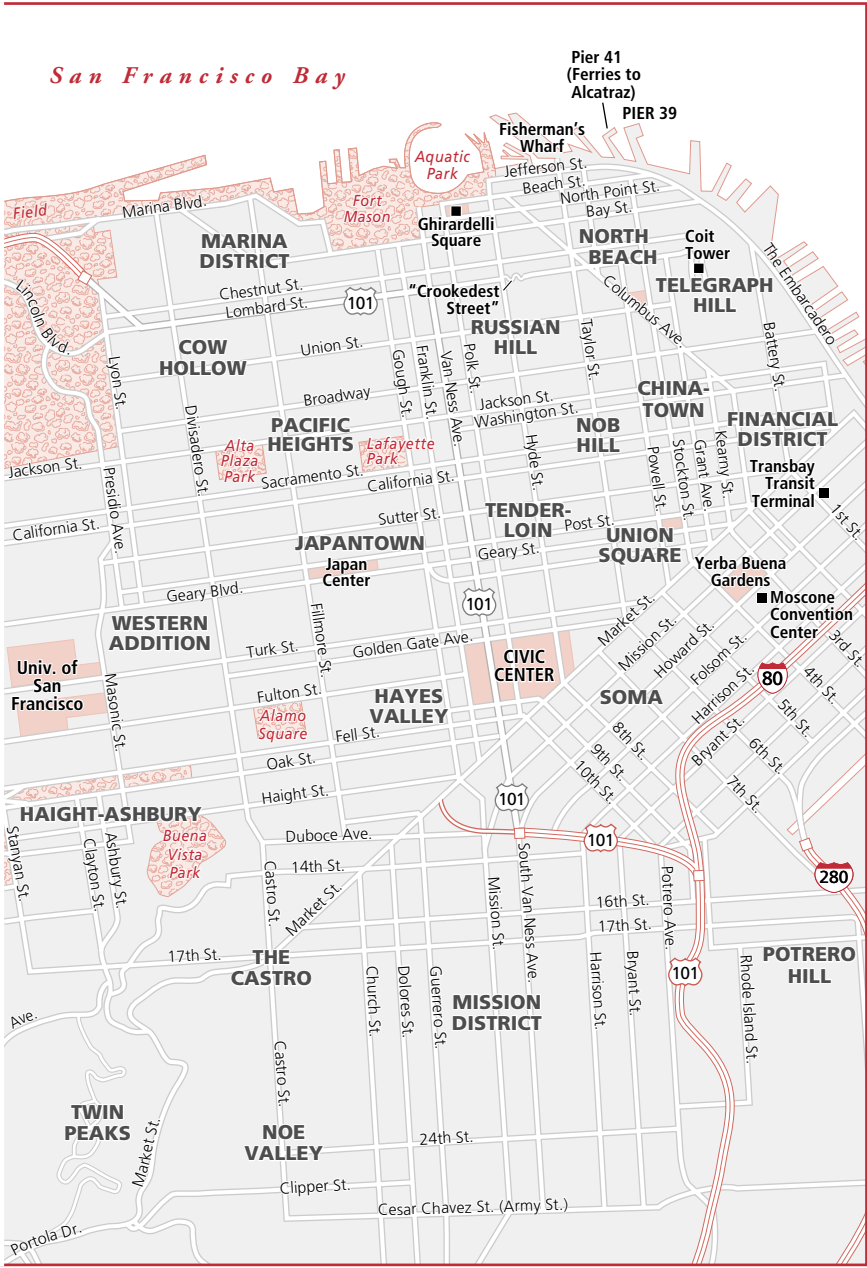 San Francisco Bay
Pier 41
(Ferries to
Alcatraz)
PIER 39
Fisherman's
Wharf
Aquatic
Park
Jefferson St.
Beach St.
North Point St.
Bay St.
Field
Marina Blvd.
Fort
Mason
Ghirardelli
Square
MARINA
DISTRICT
NORTH
BEACH
Coit
Tower
The Embarcadero
TELEGRAPH
HILL
Lincoln Blvd.
Chestnut St.
Lombard St.
101
"Crookedest
Street"
Columbus Ave.
RUSSIAN
HILL
Taylor St.
Battery St.
COW
HOLLOW
Union St.
Lyon St.
Gough St.
Franklin St.
Van Ness Ave.
Polk St.
Broadway
Divisadero St.
Jackson St.
Washington St.
CHINA-
TOWN
PACIFIC
HEIGHTS
NOB
HILL
FINANCIAL
DISTRICT
Alta
Plaza
Park
Lafayette
Park
Hyde St.
Powell St.
Stockton St.
Grant Ave.
Kearny St.
Jackson St.
Presidio Ave.
Sacramento St.
California St.
Transbay
Transit
Terminal
1st St.
California St.
Sutter St.
TENDER-
LOIN
Post St.
UNION
SQUARE
JAPANTOWN
Geary St.
Japan
Center
Yerba Buena
Gardens
Geary Blvd.
101
Moscone
Convention
Center
WESTERN
ADDITION
Fillmore St.
Market St.
Mission St.
Howard St.
Folsom St.
Harrison St.
Bryant St.
3rd St.
4th St.
5th St.
6th St.
7th St.
Turk St.
Golden Gate Ave.
CIVIC
CENTER
80
Univ. of
San
Francisco
Masonic St.
Fulton St.
HAYES
VALLEY
SOMA
Alamo
Square
Fell St.
8th St.
9th St.
10th St.
Oak St.
Haight St.
101
HAIGHT-ASHBURY
Stanyan St.
Clayton St.
Ashbury St.
Buena
Vista
Park
Duboce Ave.
101
14th St.
Castro St.
Market St.
Mission St.
South Van Ness Ave.
Potrero Ave.
280
16th St.
17th St.
17th St.
THE
CASTRO
101
POTRERO
HILL
Church St.
Dolores St.
Guerrero St.
Harrison St.
Bryant St.
Rhode Island St.
MISSION
DISTRICT
Ave.
Castro St.
TWIN
PEAKS
Market St.
NOE
VALLEY
24th St.
Clipper St.
Cesar Chavez St. (Army St.)
Portola Dr.